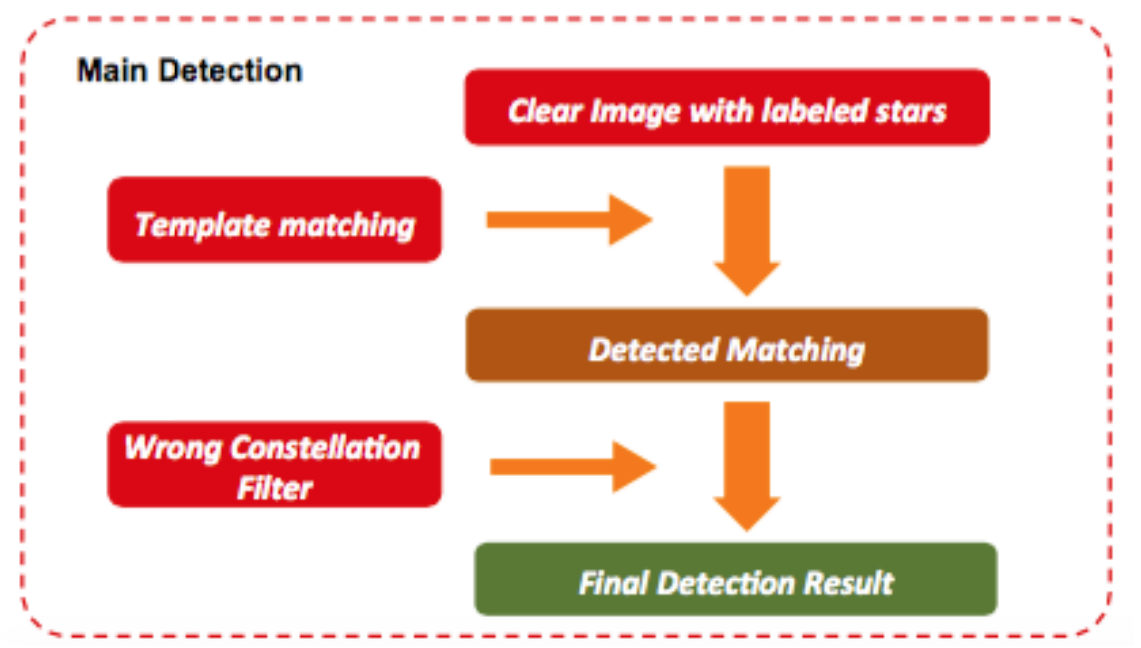 Main Detection
Clear Image with labeled stars
Template matching
Detected Matching
Wrong Constellation
Filter
Final Detection Result